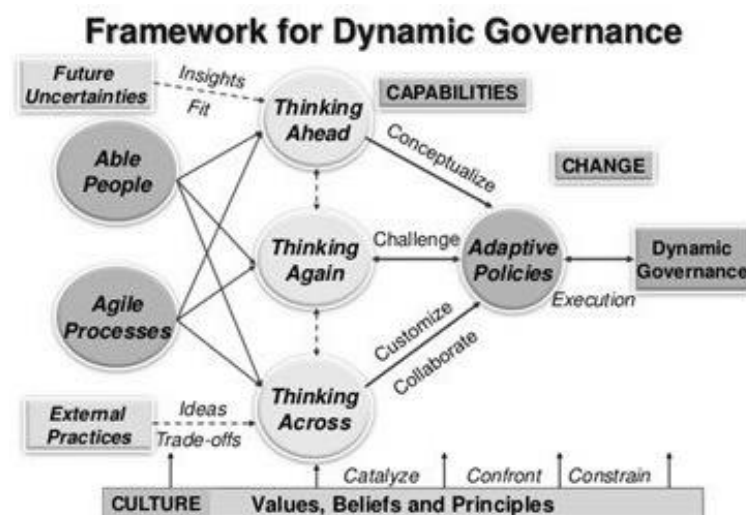 Framework for Dynamic Governance
Future
Uncertainties
Insights
Fit
Thinking
Ahead
CAPABILITIES
Able
People
Conceptualize
CHANGE
Thinking
Again
Challenge
Adaptive
Policies
Dynamic
Governance
Execution
Agile
Processes
Customize
Collaborate
External
Practices
Ideas
Trade-offs
Thinking
Across
Catalyze
Confront
Constrain
CULTURE
Values, Beliefs and Principles